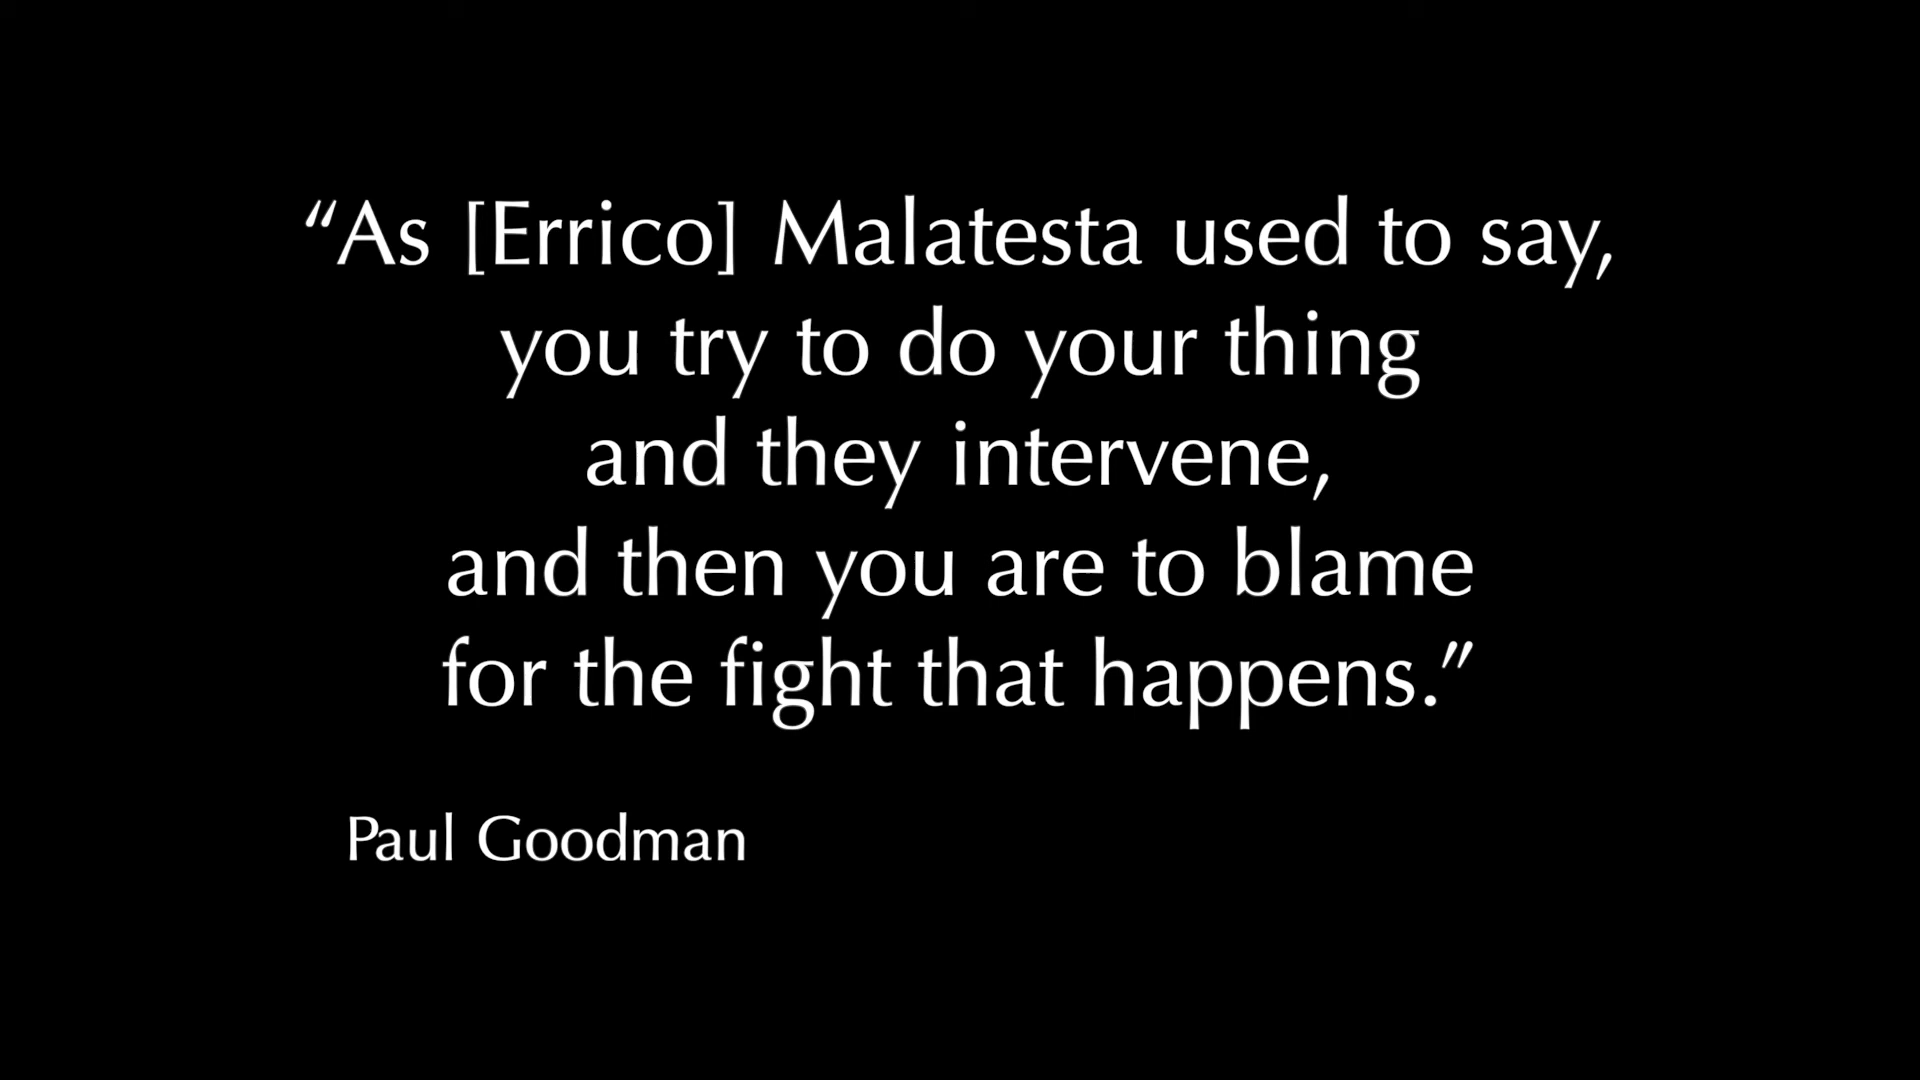 “As [Errico] Malatesta used to say,
you try to do your thing
and they intervene,
and then you are to blame
for the fight that happens.”
Paul Goodman